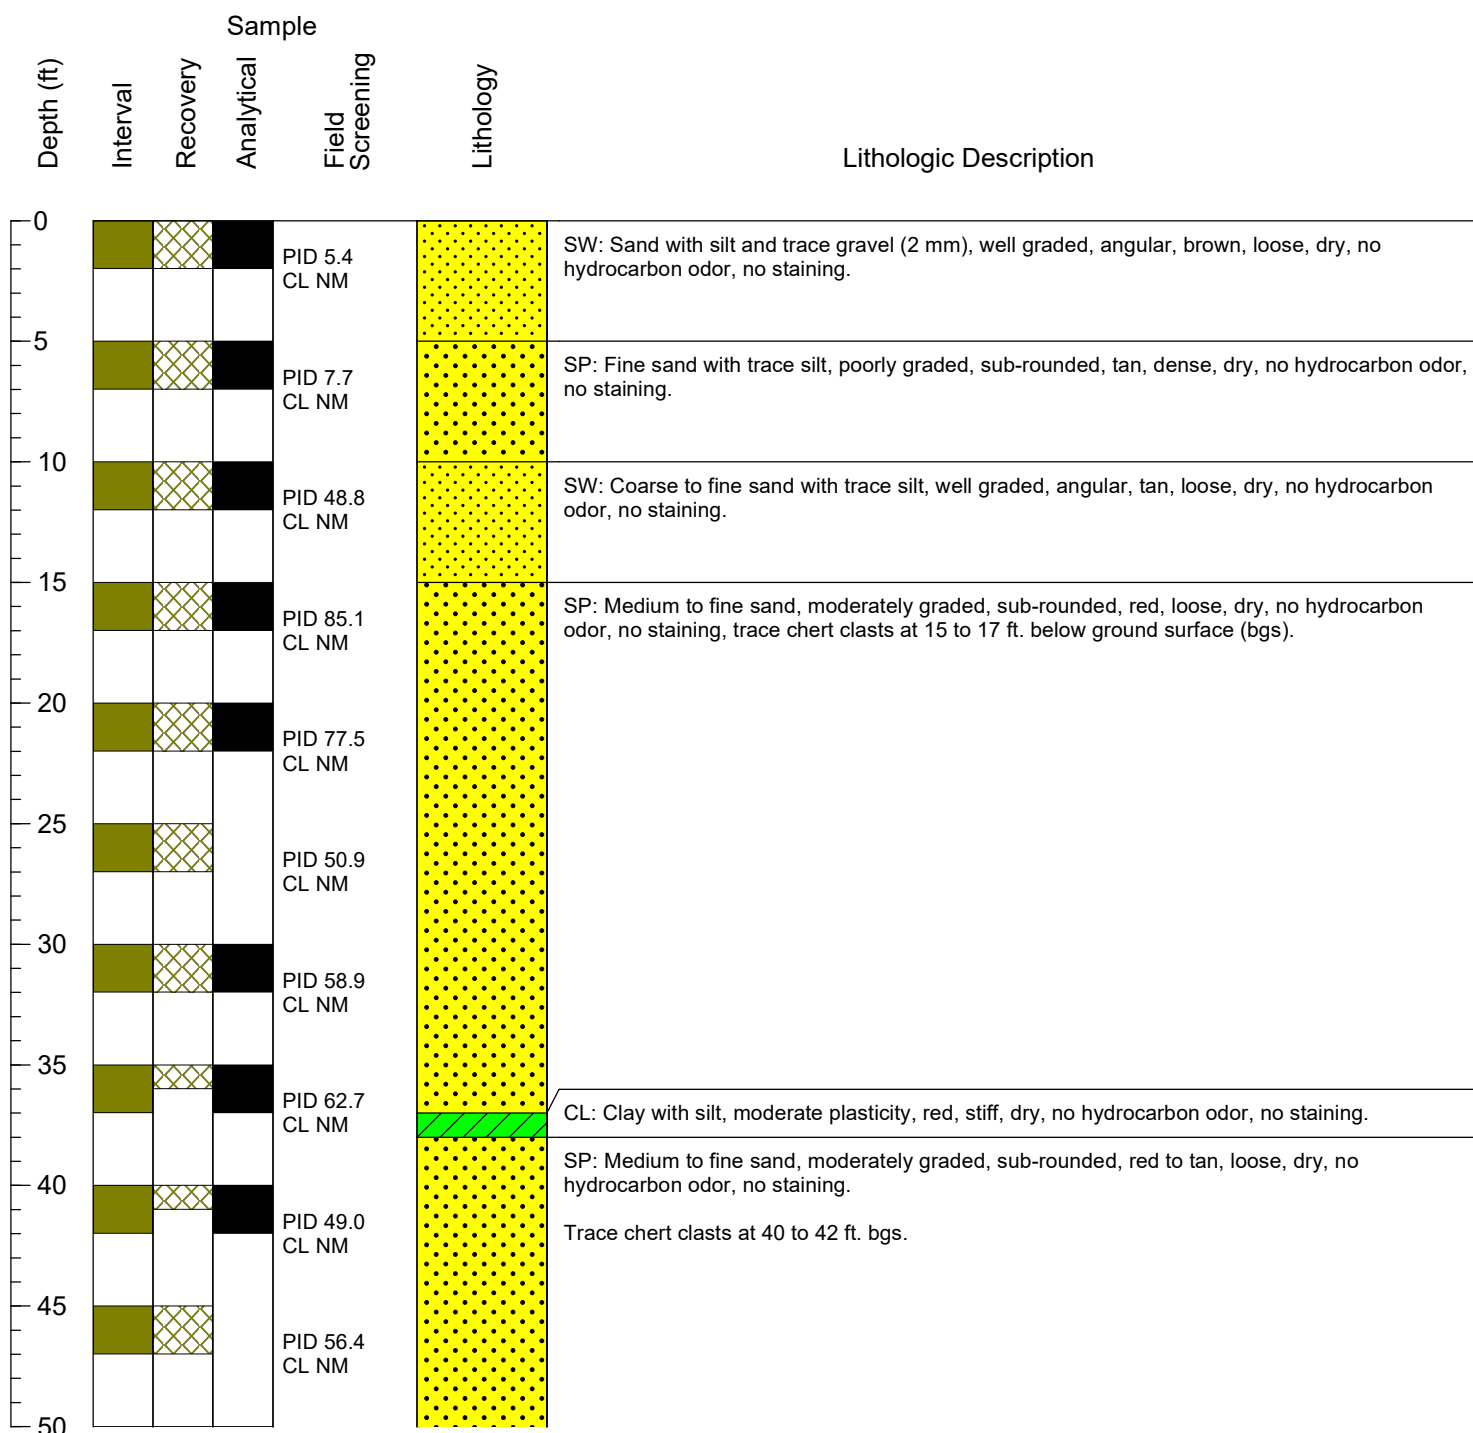 Sample
Depth (ft)
Interval
Recovery
Analytical
Field
Screening
Lithology
Lithologic Description
0
PID 5.4
CL NM
SW: Sand with silt and trace gravel (2 mm), well graded, angular, brown, loose, dry, no
hydrocarbon odor, no staining.
5
PID 7.7
CL NM
SP: Fine sand with trace silt, poorly graded, sub-rounded, tan, dense, dry, no hydrocarbon odor,
no staining.
10
PID 48.8
CL NM
SW: Coarse to fine sand with trace silt, well graded, angular, tan, loose, dry, no hydrocarbon
odor, no staining.
15
PID 85.1
CL NM
SP: Medium to fine sand, moderately graded, sub-rounded, red, loose, dry, no hydrocarbon
odor, no staining, trace chert clasts at 15 to 17 ft. below ground surface (bgs).
20
PID 77.5
CL NM
25
PID 50.9
CL NM
30
PID 58.9
CL NM
35
PID 62.7
CL NM
CL: Clay with silt, moderate plasticity, red, stiff, dry, no hydrocarbon odor, no staining.
SP: Medium to fine sand, moderately graded, sub-rounded, red to tan, loose, dry, no
hydrocarbon odor, no staining.
40
PID 49.0
CL NM
Trace chert clasts at 40 to 42 ft. bgs.
45
PID 56.4
CL NM
50